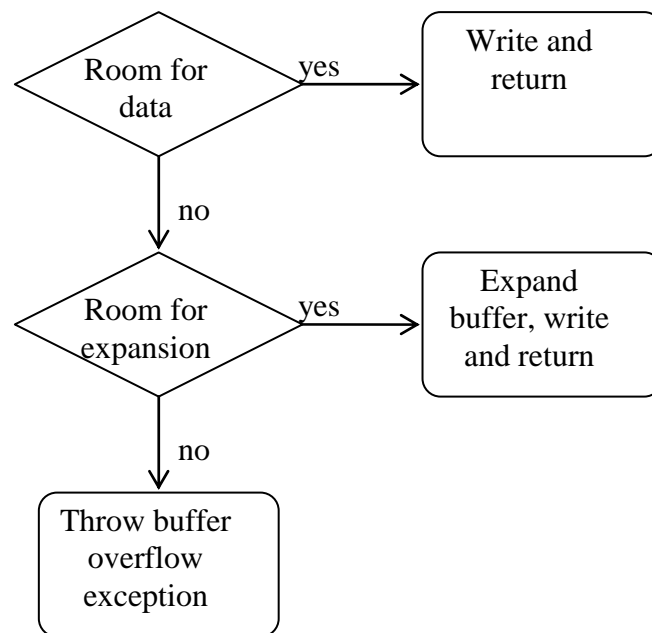 Room for
data
yes
Write and
return
no
Room for
expansion
yes
Expand
buffer, write
and return
no
Throw buffer
overflow
exception